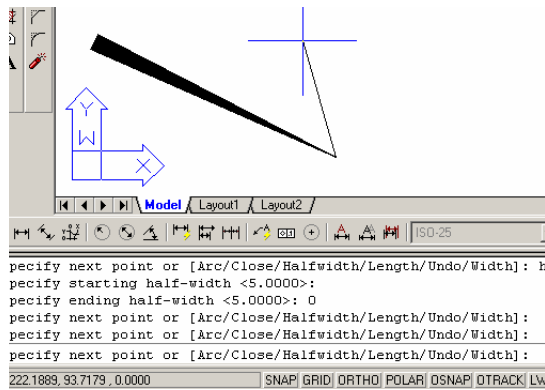 Y
W
X
Model Layout1 Layout2
ISO-25
pecify next point or [Arc/Close/Halfwidth/Length/Undo/Width]: h
pecify starting half-width <5.0000>:
pecify ending half-width <5.0000>: 0
pecify next point or [Arc/Close/Halfwidth/Length/Undo/Width]:
pecify next point or [Arc/Close/Halfwidth/Length/Undo/Width]:
pecify next point or [Arc/Close/Halfwidth/Length/Undo/Width]:
222.1889, 93.7179 , 0.0000 SNAP GRID ORTHO POLAR OSNAP OTRACK LW